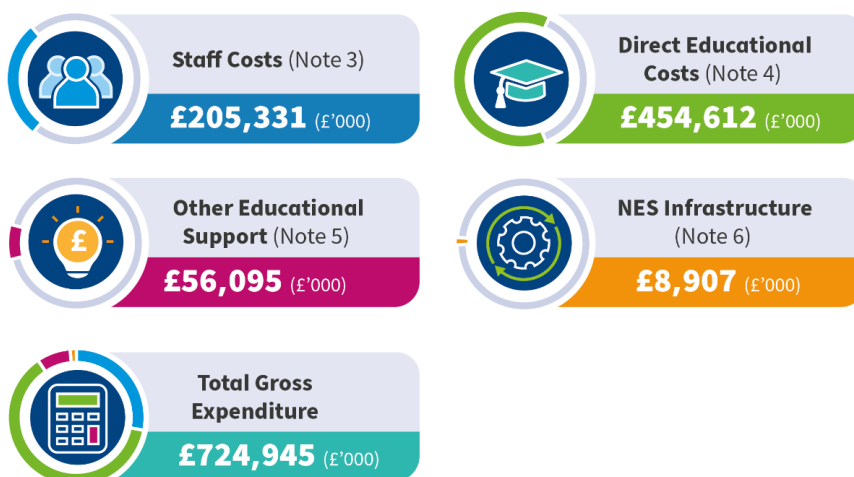 Staff Costs (Note 3)
£205,331 (£’000)
Direct Educational
Costs (Note 4)
£454,612 (£’000)
Other Educational
Support (Note 5)
£
£56,095 (£’000)
NES Infrastructure
(Note 6)
£8,907 (£’000)
Total Gross
Expenditure
£724,945 (£’000)